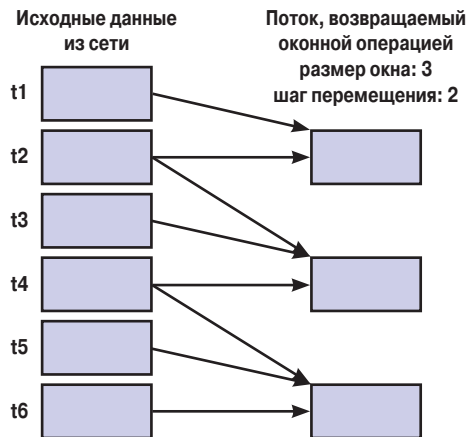 Исходные данные
из сети
Поток, возвращаемый
оконной операцией
размер окна: 3
шаг перемещения: 2
t1
t2
t3
t4
t5
t6